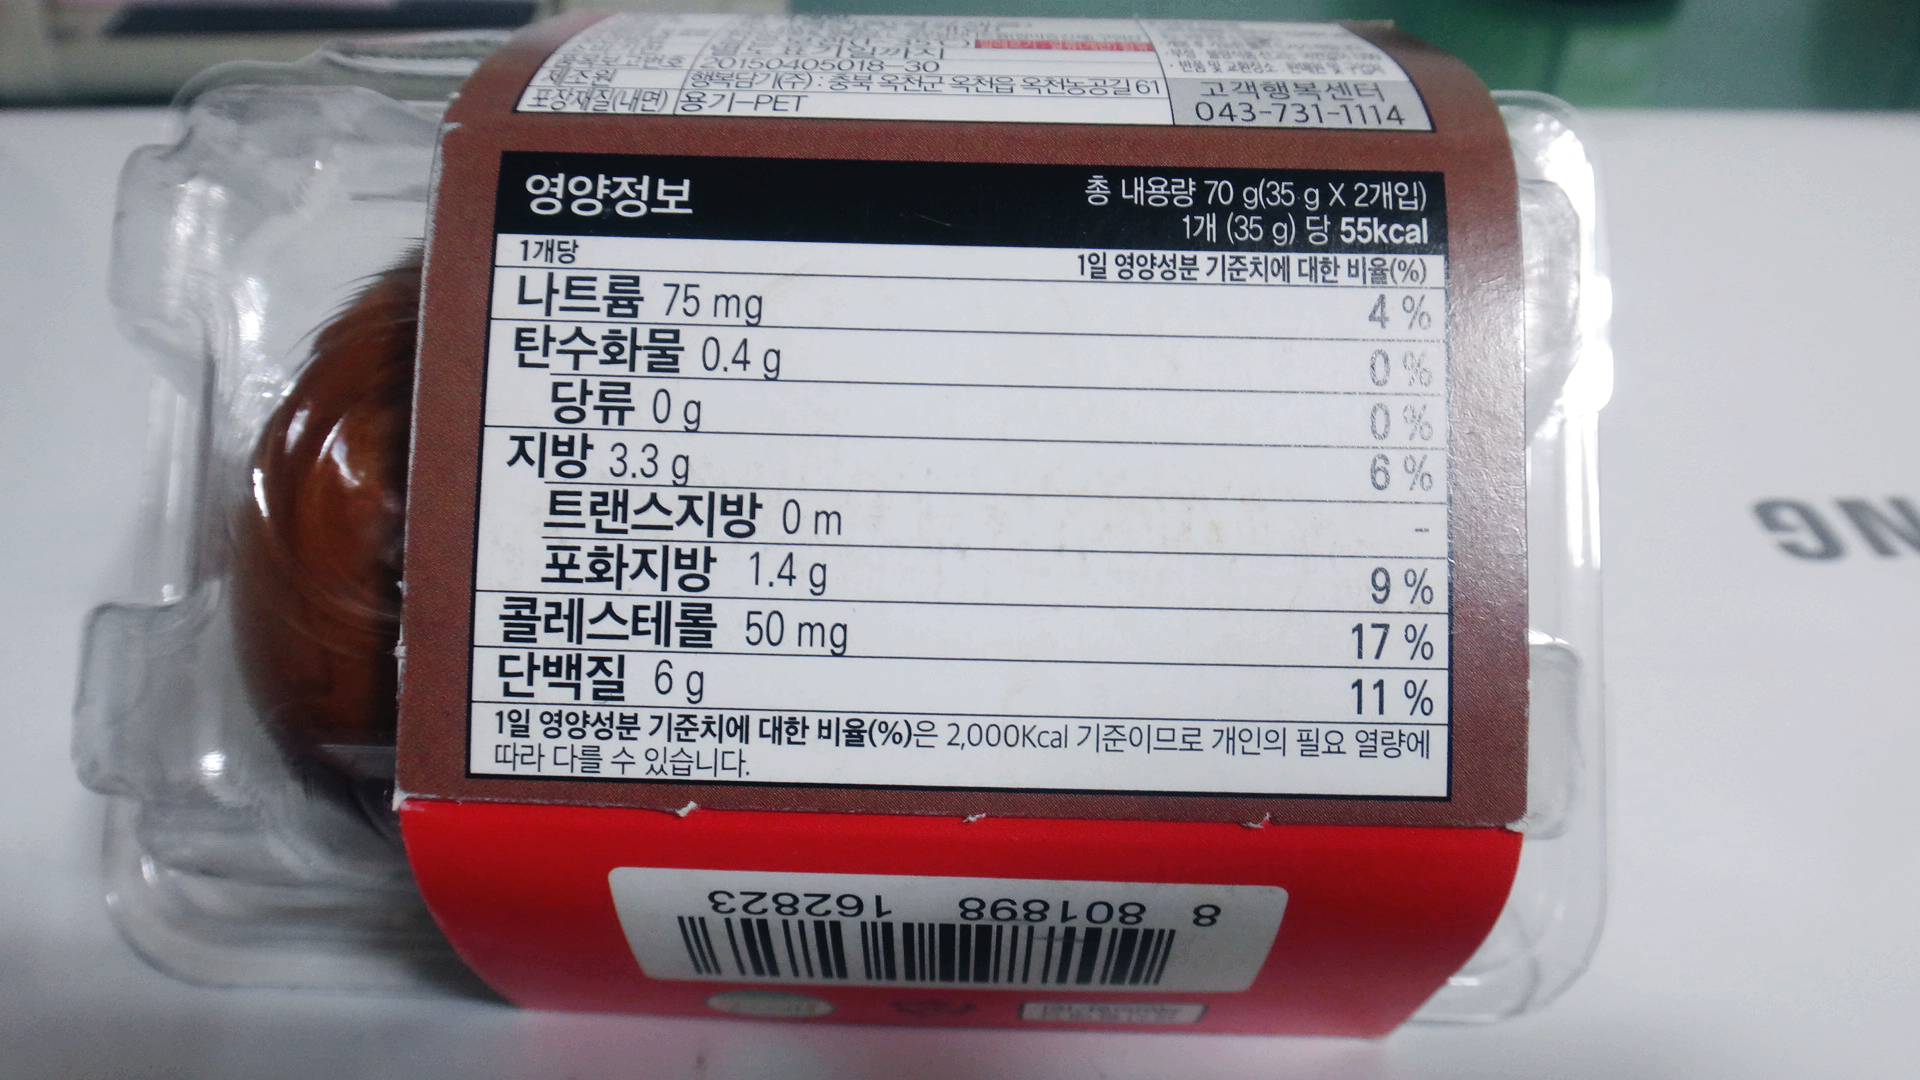 품목보고번호 20150405018-30
제조원 행복담기(주) : 충북 옥천군 옥천읍 옥천농공길 61
포장재질(내면) 용기-PET
고객행복센터
043-731-1114
영양정보
총 내용량 70 g(35 g X 2개입)
1개 (35 g) 당 55kcal
1개당
1일 영양성분 기준치에 대한 비율(%)
나트륨 75 mg 4 %
탄수화물 0.4 g 0 %
당류 0 g 0 %
지방 3.3 g 6 %
트랜스지방 0 m -
포화지방 1.4 g 9 %
콜레스테롤 50 mg 17 %
단백질 6 g 11 %
1일 영양성분 기준치에 대한 비율(%)은 2,000Kcal 기준이므로 개인의 필요 열량에
따라 다를 수 있습니다.
8 801898 162823
NG